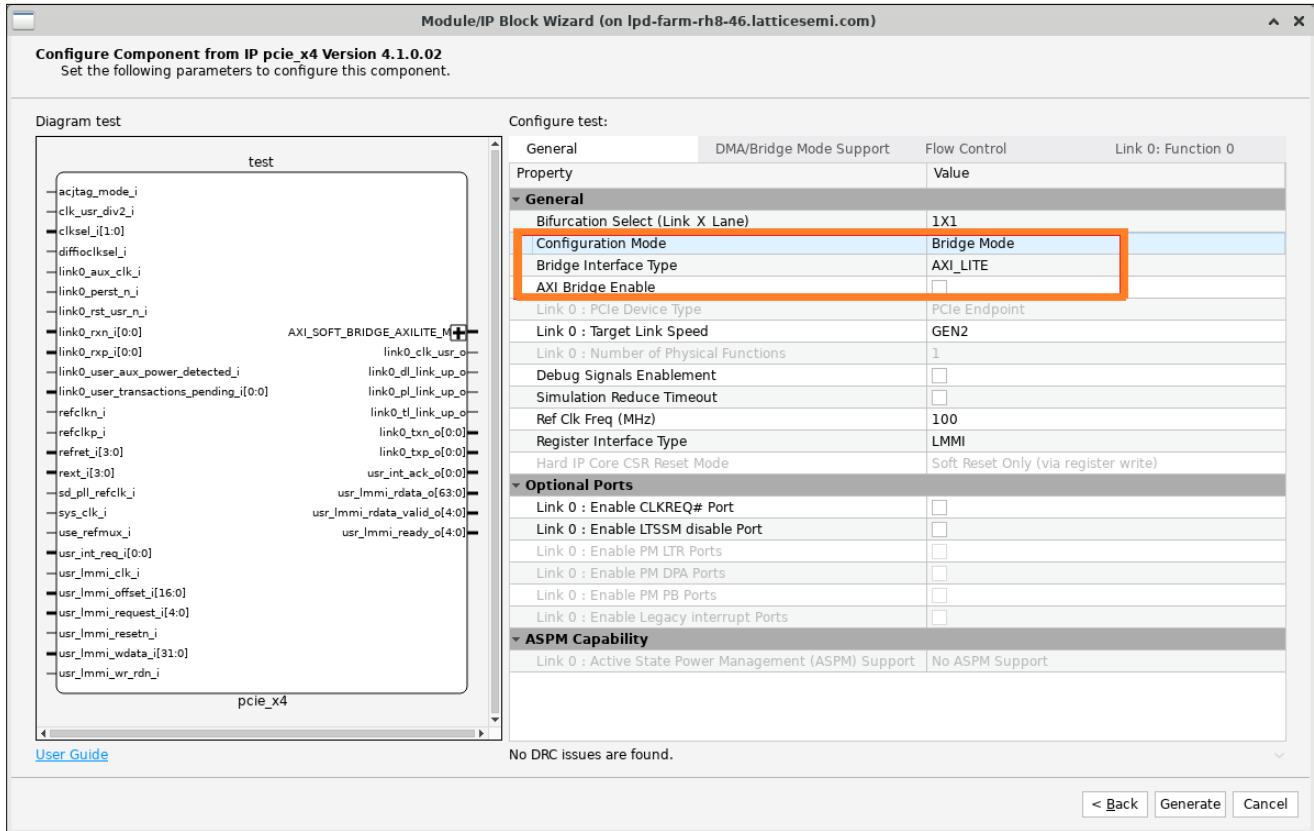 Module/IP Block Wizard (on lpd-farm-rh8-46.latticesemi.com)
Configure Component from IP pcie_x4 Version 4.1.0.02
Set the following parameters to configure this component.
Diagram test
test
acjtag_mode_i
clk_usr_div2_i
clksel_i[1:0]
diffioclksel_i
link0_aux_clk_i
link0_perst_n_i
link0_rst_usr_n_i
link0_rxn_i[0:0]
link0_rxp_i[0:0]
link0_user_aux_power_detected_i
link0_user_transactions_pending_i[0:0]
refclkn_i
refclkp_i
refret_i[3:0]
rext_i[3:0]
sd_pll_refclk_i
sys_clk_i
use_refmux_i
usr_int_req_i[0:0]
usr_lmmi_clk_i
usr_lmmi_offset_i[16:0]
usr_lmmi_request_i[4:0]
usr_lmmi_resetn_i
usr_lmmi_wdata_i[31:0]
usr_lmmi_wr_rdn_i
AXI_SOFT_BRIDGE_AXILITE_M
link0_clk_usr_o
link0_dl_link_up_o
link0_pl_link_up_o
link0_tl_link_up_o
link0_txn_o[0:0]
link0_txp_o[0:0]
usr_int_ack_o[0:0]
usr_lmmi_rdata_o[63:0]
usr_lmmi_rdata_valid_o[4:0]
usr_lmmi_ready_o[4:0]
pcie_x4
User Guide
Configure test:
General DMA/Bridge Mode Support Flow Control Link 0: Function 0
Property Value
General
Bifurcation Select (Link_X_Lane) 1X1
Configuration Mode Bridge Mode
Bridge Interface Type AXI_LITE
AXI Bridge Enable
Link 0 : PCIe Device Type PCIe Endpoint
Link 0 : Target Link Speed GEN2
Link 0 : Number of Physical Functions 1
Debug Signals Enablement
Simulation Reduce Timeout
Ref Clk Freq (MHz) 100
Register Interface Type LMMI
Hard IP Core CSR Reset Mode Soft Reset Only (via register write)
Optional Ports
Link 0 : Enable CLKREQ# Port
Link 0 : Enable LTSSM disable Port
Link 0 : Enable PM LTR Ports
Link 0 : Enable PM DPA Ports
Link 0 : Enable PM PB Ports
Link 0 : Enable Legacy interrupt Ports
ASPM Capability
Link 0 : Active State Power Management (ASPM) Support No ASPM Support
No DRC issues are found.
< Back Generate Cancel